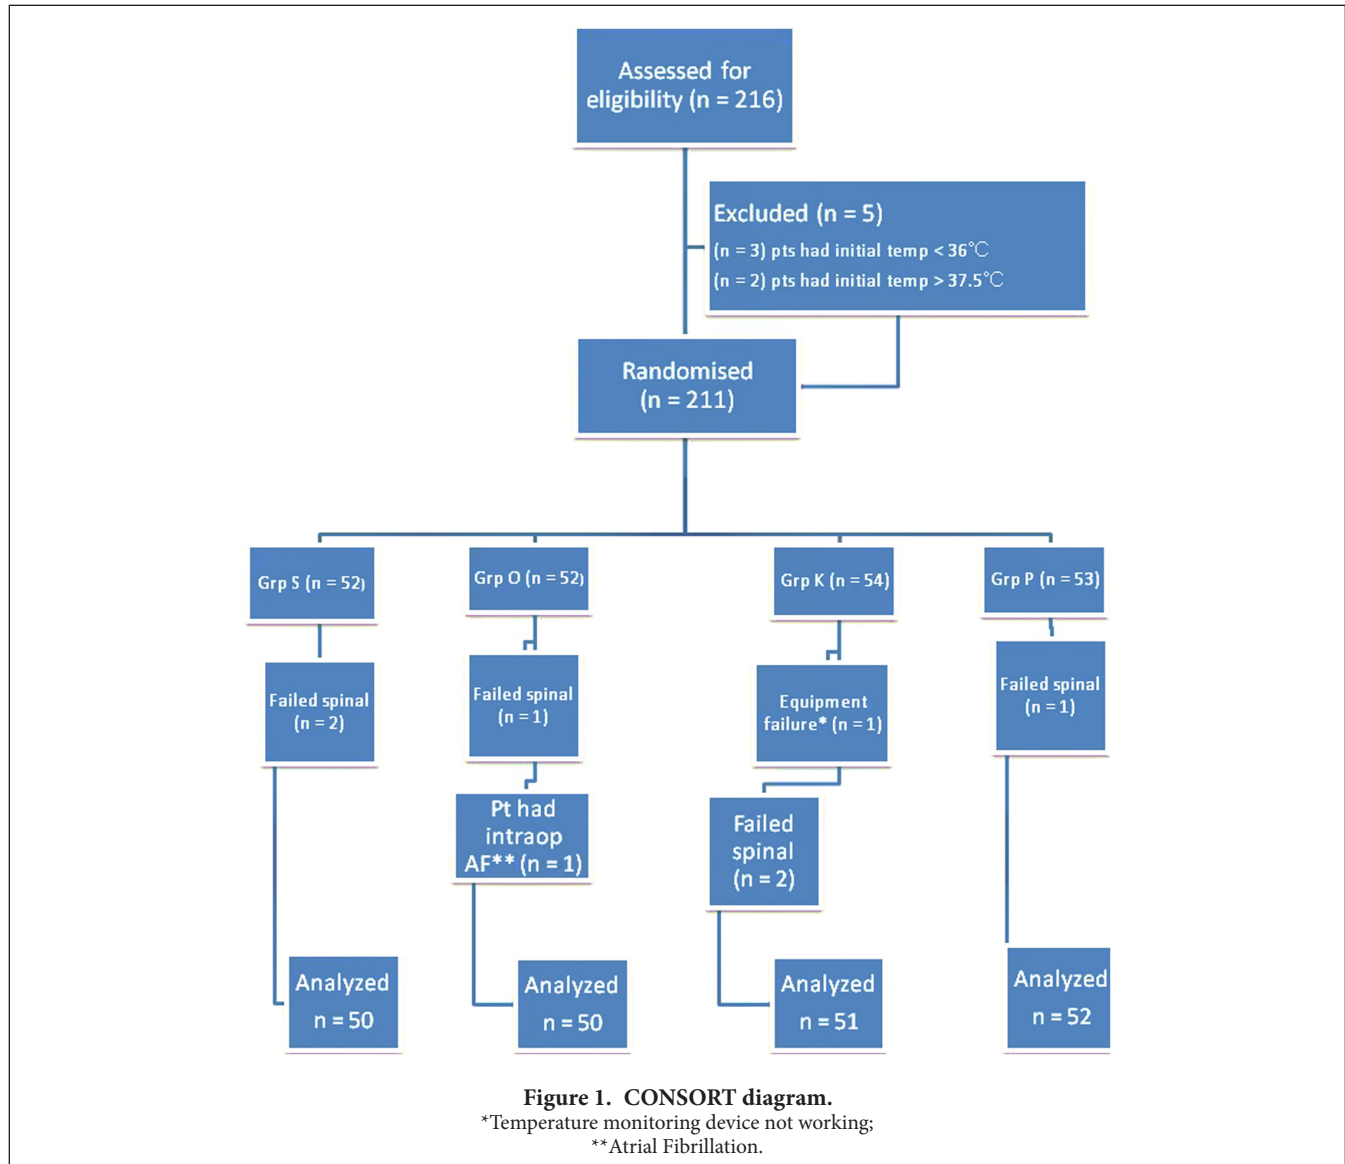 Assessed for
eligibility (n = 216)
Excluded (n = 5)
(n = 3) pts had initial temp < 36°C
(n = 2) pts had initial temp > 37.5°C
Randomised
(n = 211)
Grp S (n = 52)
Grp O (n = 52)
Grp K (n = 54)
Grp P (n = 53)
Failed spinal
(n = 2)
Failed spinal
(n = 1)
Equipment
failure* (n = 1)
Failed spinal
(n = 1)
Pt had
intraop
AF** (n = 1)
Failed
spinal
(n = 2)
Analyzed
n = 50
Analyzed
n = 50
Analyzed
n = 51
Analyzed
n = 52
Figure 1. CONSORT diagram.
*Temperature monitoring device not working;
**Atrial Fibrillation.